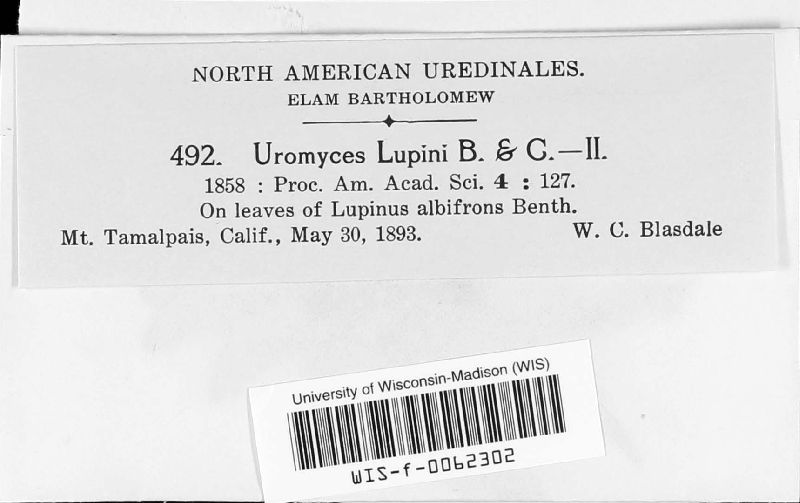 NORTH AMERICAN UREDINALES.
ELAM BARTHOLOMEW
492. Uromyces Lupini B. & C.—II.
1858 : Proc. Am. Acad. Sci. 4 : 127.
On leaves of Lupinus albifrons Benth.
Mt. Tamalpais, Calif., May 30, 1893. W. C. Blasdale
University of Wisconsin-Madison (WIS)
WIS-f-0062302